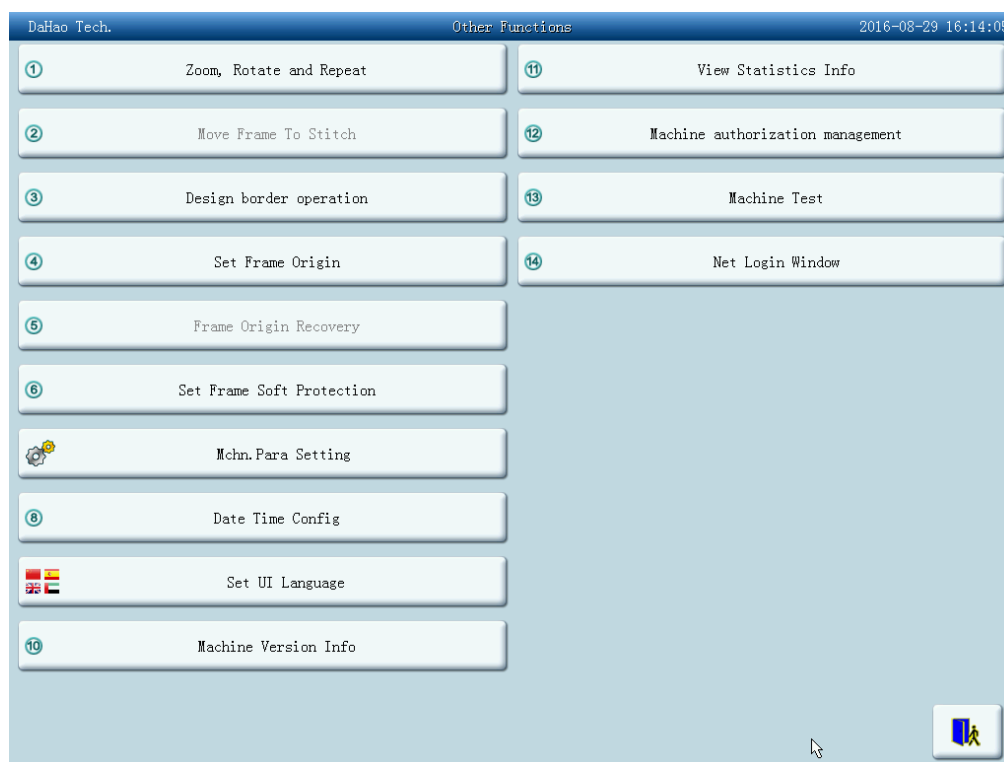 DaHao Tech. Other Functions 2016-08-29 16:14:05
1 Zoom, Rotate and Repeat
2 Move Frame To Stitch
3 Design border operation
4 Set Frame Origin
5 Frame Origin Recovery
6 Set Frame Soft Protection
Mchn.Para Setting
8 Date Time Config
Set UI Language
10 Machine Version Info
11 View Statistics Info
12 Machine authorization management
13 Machine Test
14 Net Login Window